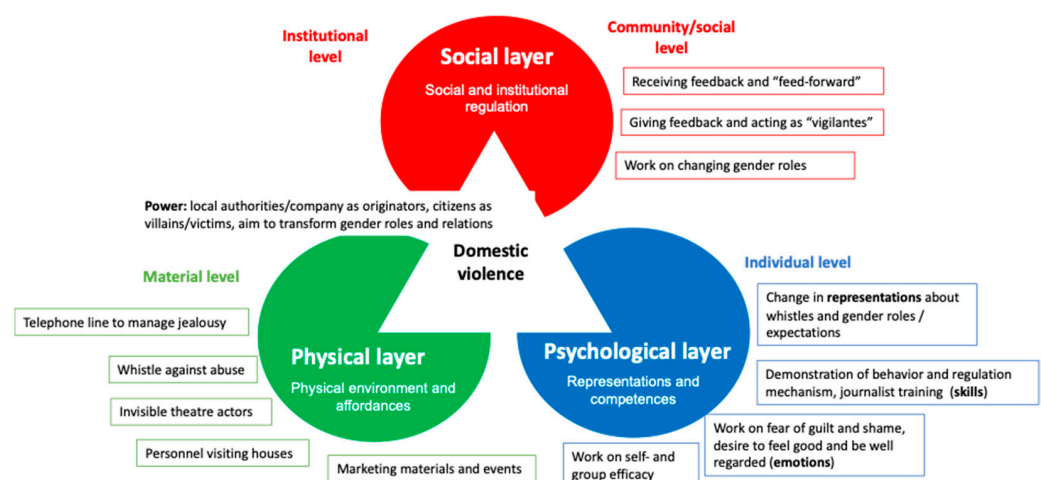 Institutional
level
Social layer
Social and institutional
regulation
Community/social
level
Receiving feedback and “feed-forward”
Giving feedback and acting as “vigilantes”
Work on changing gender roles
Power: local authorities/company as originators, citizens as
villains/victims, aim to transform gender roles and relations
Domestic
violence
Material level
Telephone line to manage jealousy
Whistle against abuse
Invisible theatre actors
Personnel visiting houses
Marketing materials and events
Physical layer
Physical environment and
affordances
Psychological layer
Representations and
competences
Individual level
Change in representations about
whistles and gender roles /
expectations
Demonstration of behavior and regulation
mechanism, journalist training (skills)
Work on fear of guilt and shame,
desire to feel good and be well
regarded (emotions)
Work on self- and
group efficacy